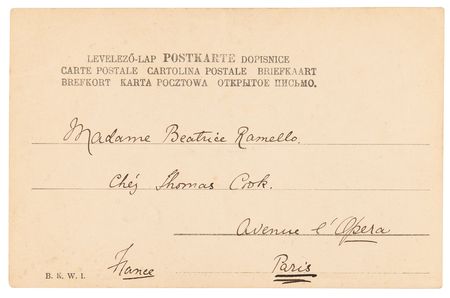 LEVELEZŐ-LAP POSTKARTE DOPISNICE
CARTE POSTALE CARTOLINA POSTALE BRIEFKAART
BREFKORT KARTA POCZTOWA ОТКРЫТОЕ ПИСЬМО.
Madame Beatrice Ramello.
Chéz Thomas Cook.
Avenue l'Opera
Paris
France
B. K. W. I.